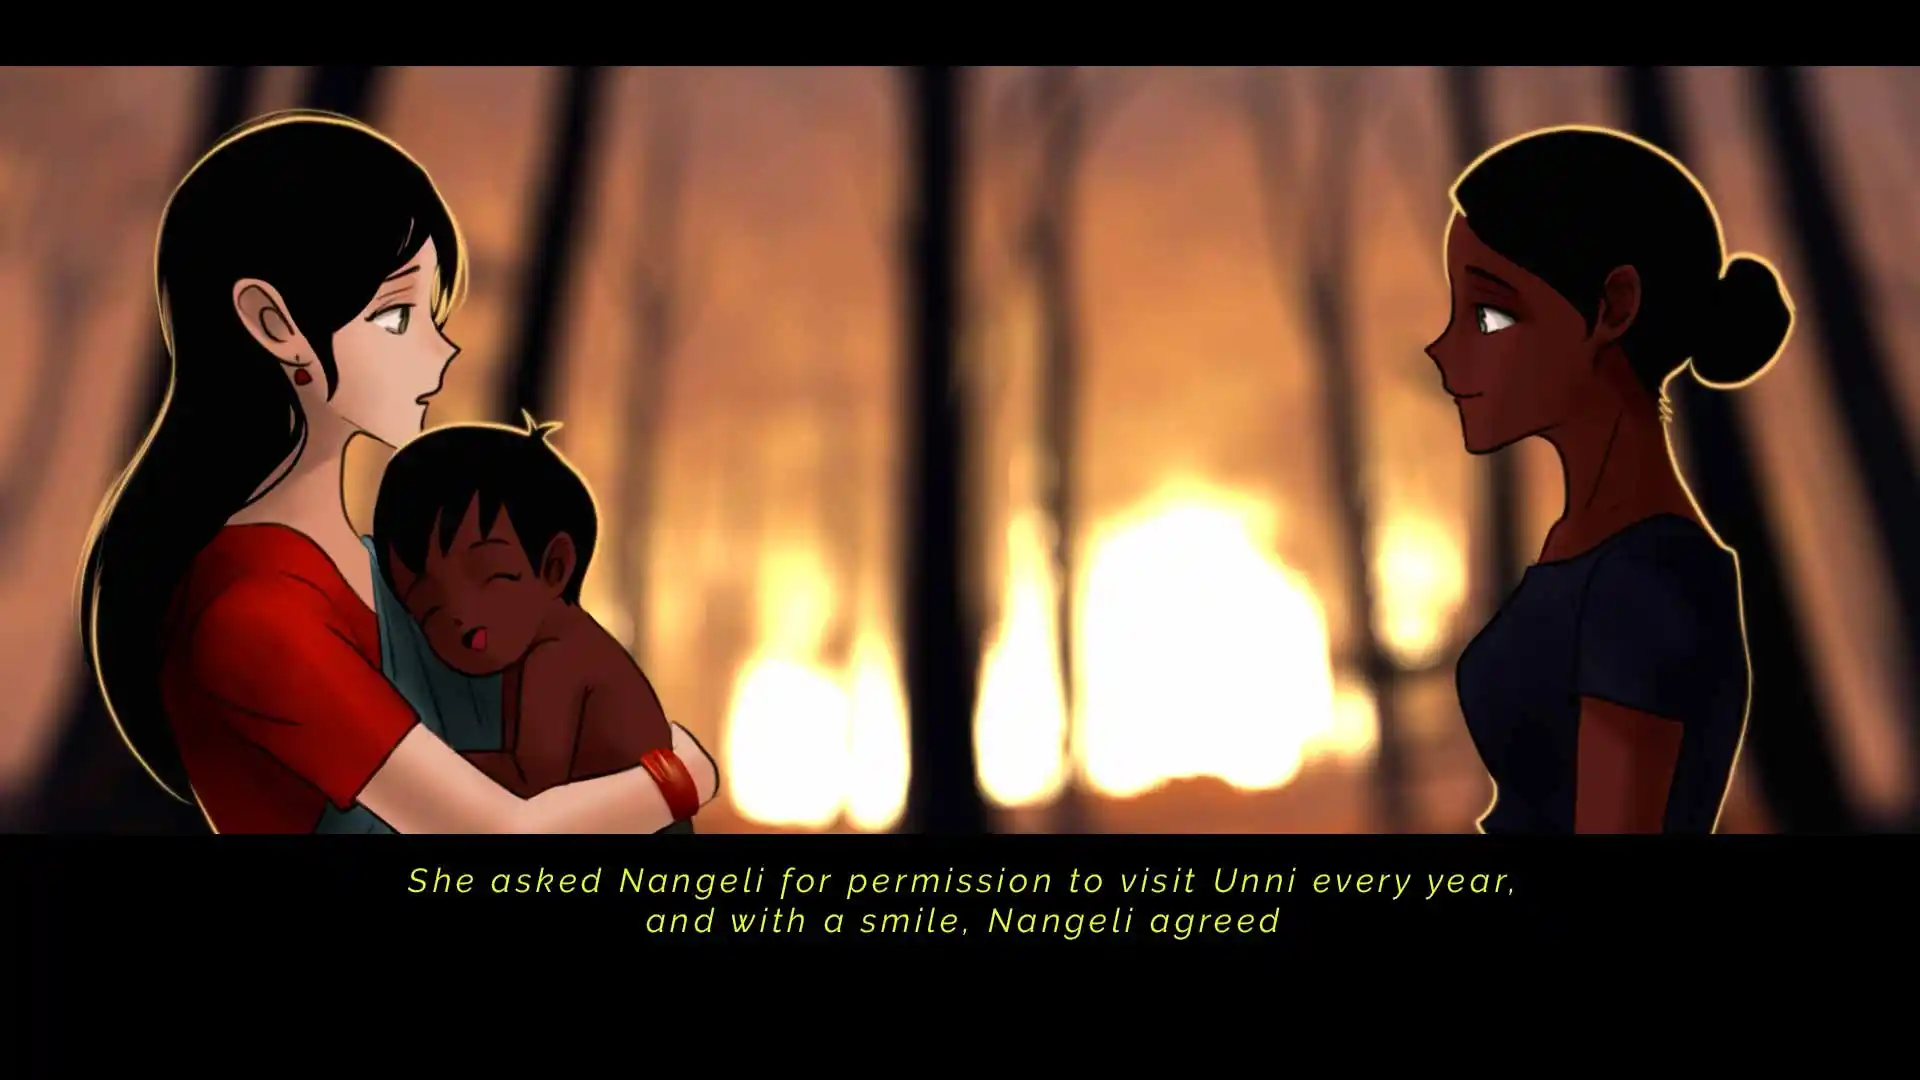 She asked Nangeli for permission to visit Unni every year,
and with a smile, Nangeli agreed